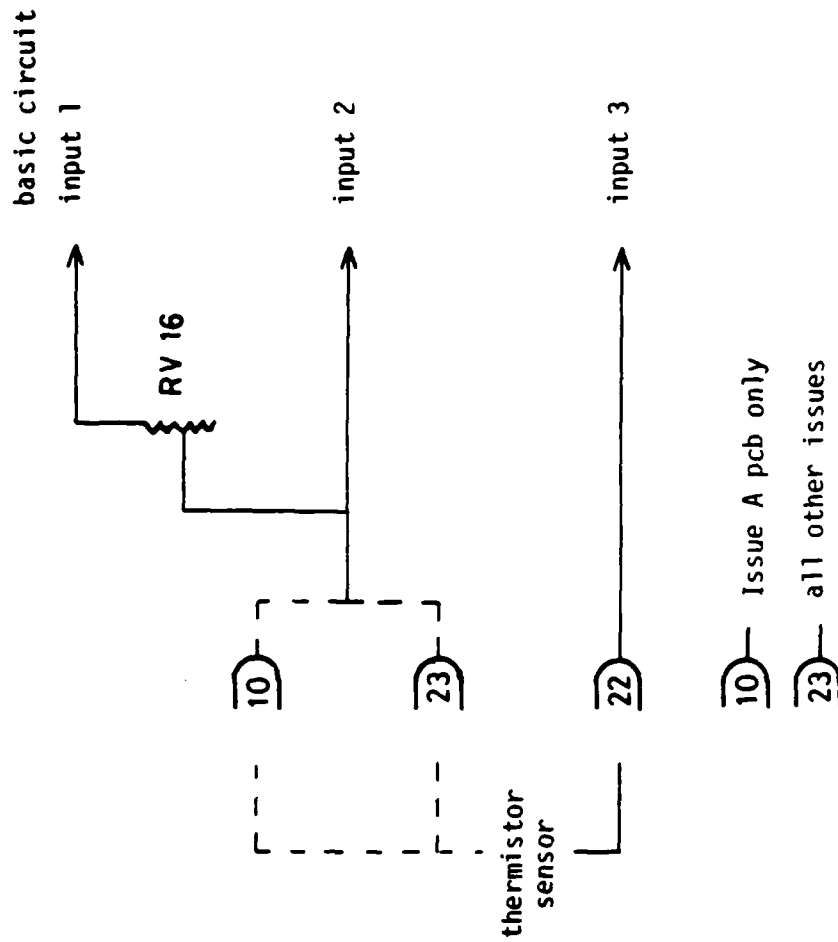 basic circuit
input 1
RV 16
input 2
input 3
10
23
22
thermistor
sensor
10 Issue A pcb only
23 all other issues